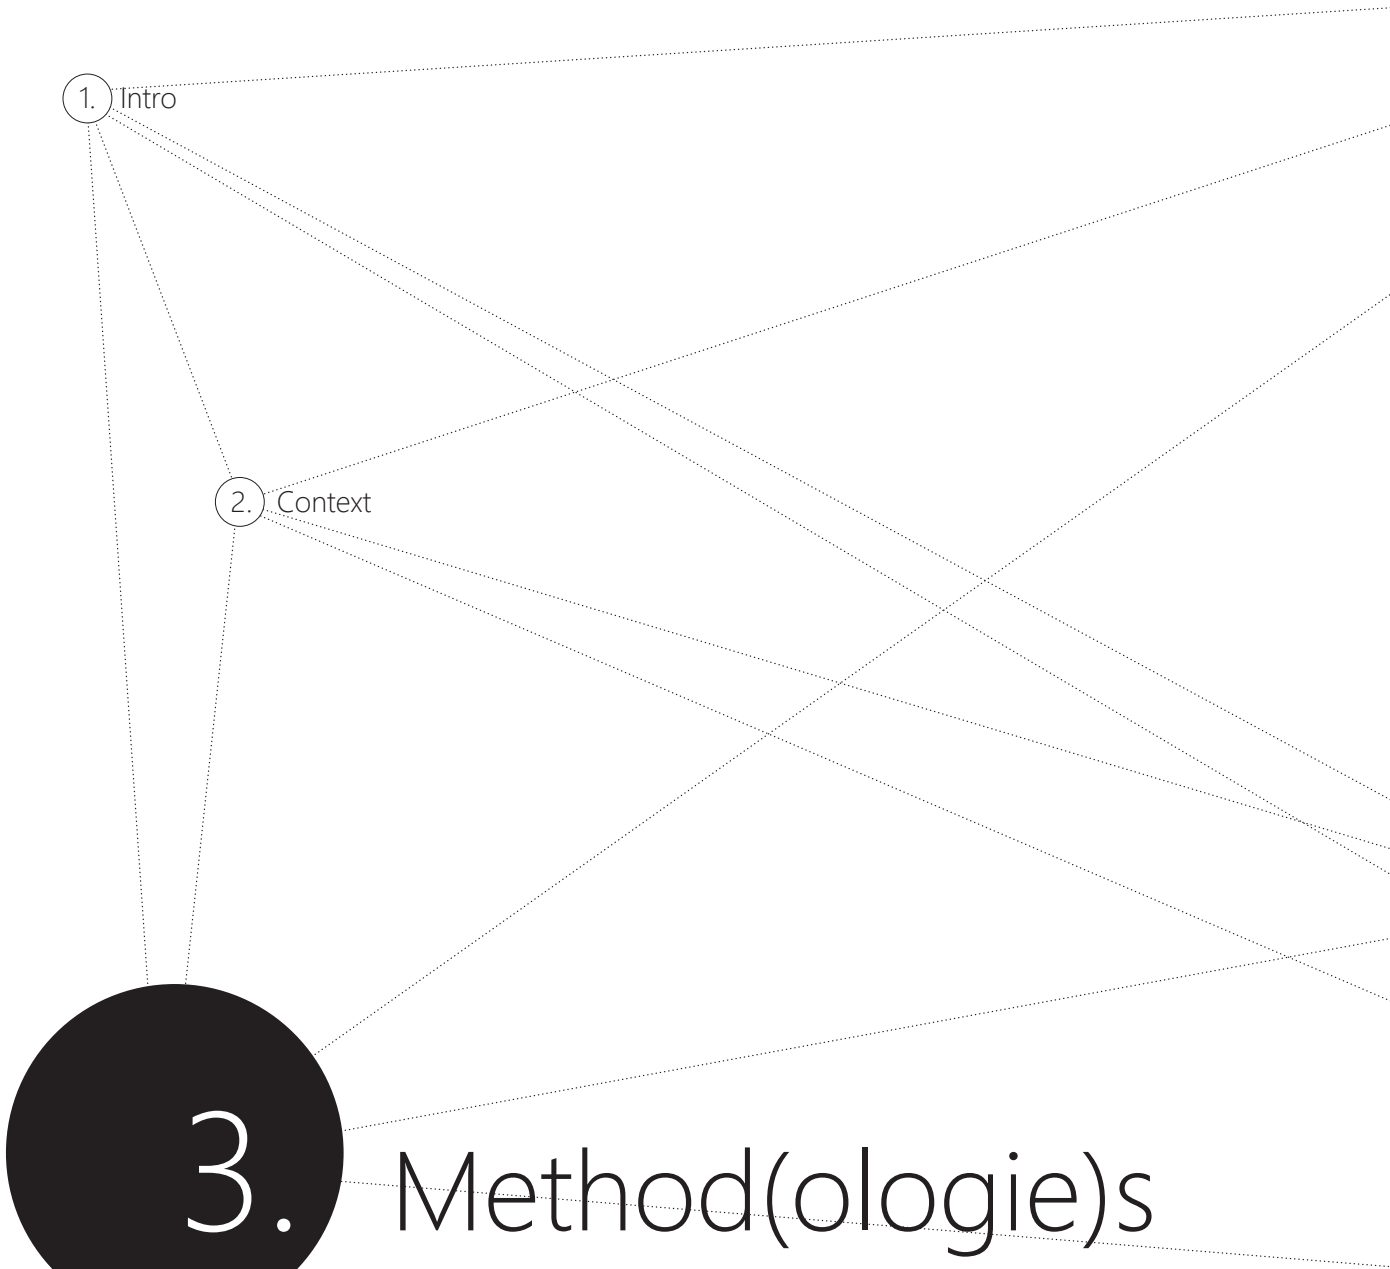 1. Intro
2. Context
3. Method(ologie)s